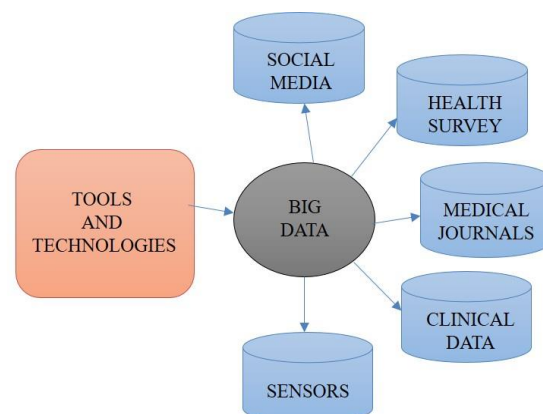 SOCIAL
MEDIA
HEALTH
SURVEY
TOOLS
AND
TECHNOLOGIES
BIG
DATA
MEDICAL
JOURNALS
CLINICAL
DATA
SENSORS